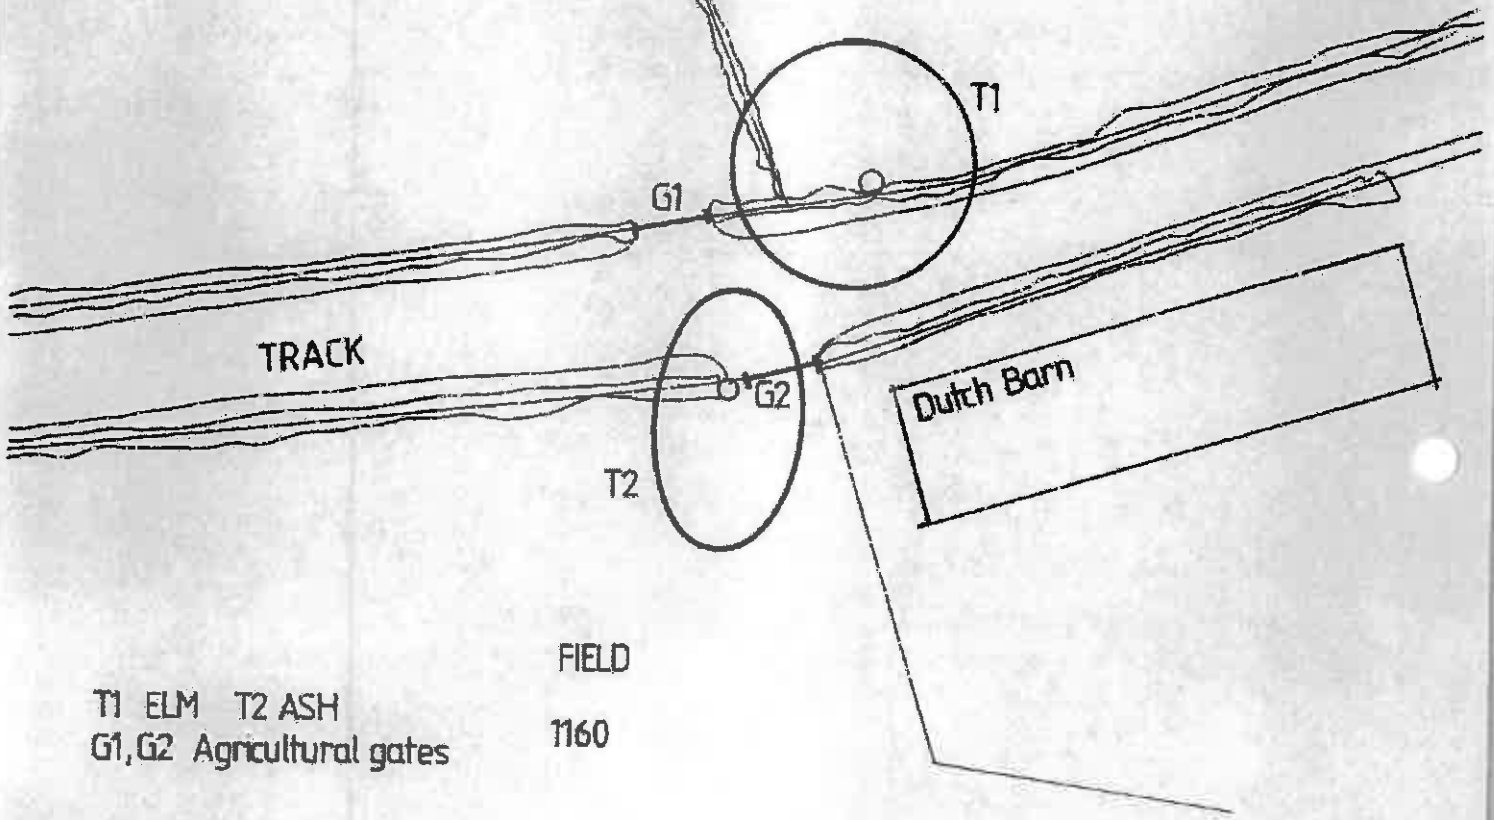 T1
G1
TRACK
G2
Dutch Barn
T2
FIELD
1160
T1 ELM T2 ASH
G1,G2 Agricultural gates